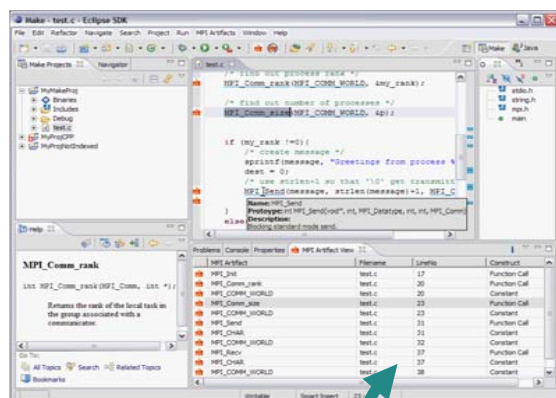 Make - test.c - Eclipse SDK
File Edit Refactor Navigate Search Project Run MPI Artifacts Window Help
Make Java
Make Projects Navigator
MyMakeProj
Binaries
Includes
Debug
test.c
MyProjCPP
MyProjNotIndexed
test.c
/* find out process rank */
MPI_Comm_rank(MPI_COMM_WORLD, &my_rank);
/* find out number of processes */
MPI_Comm_size(MPI_COMM_WORLD, &p);
if (my_rank !=0){
/* create message */
sprintf(message, "Greetings from process %
dest = 0;
/* use strlen+1 so that '\0' get transmitt
MPI_Send(message, strlen(message)+1, MPI_C
Name: MPI_Send
Protoype: int MPI_Send(void*, int, MPI_Datatype, int, int, MPI_Comm)
Description:
Blocking standard mode send.
}
else
stdio.h
string.h
mpi.h
main
Help
MPI_Comm_rank
int MPI_Comm_rank(MPI_Comm, int *);
Returns the rank of the local task in
the group associated with a
communicator.
Go To:
All Topics Search Related Topics
Bookmarks
Problems Console Properties MPI Artifact View
MPI Artifact Filename LineNo Construct
MPI_Init test.c 17 Function Call
MPI_Comm_rank test.c 20 Function Call
MPI_COMM_WORLD test.c 20 Constant
MPI_Comm_size test.c 23 Function Call
MPI_COMM_WORLD test.c 23 Constant
MPI_Send test.c 31 Function Call
MPI_CHAR test.c 31 Constant
MPI_COMM_WORLD test.c 32 Constant
MPI_Recv test.c 37 Function Call
MPI_CHAR test.c 37 Constant
MPI_COMM_WORLD test.c 38 Constant
Writable Smart Insert